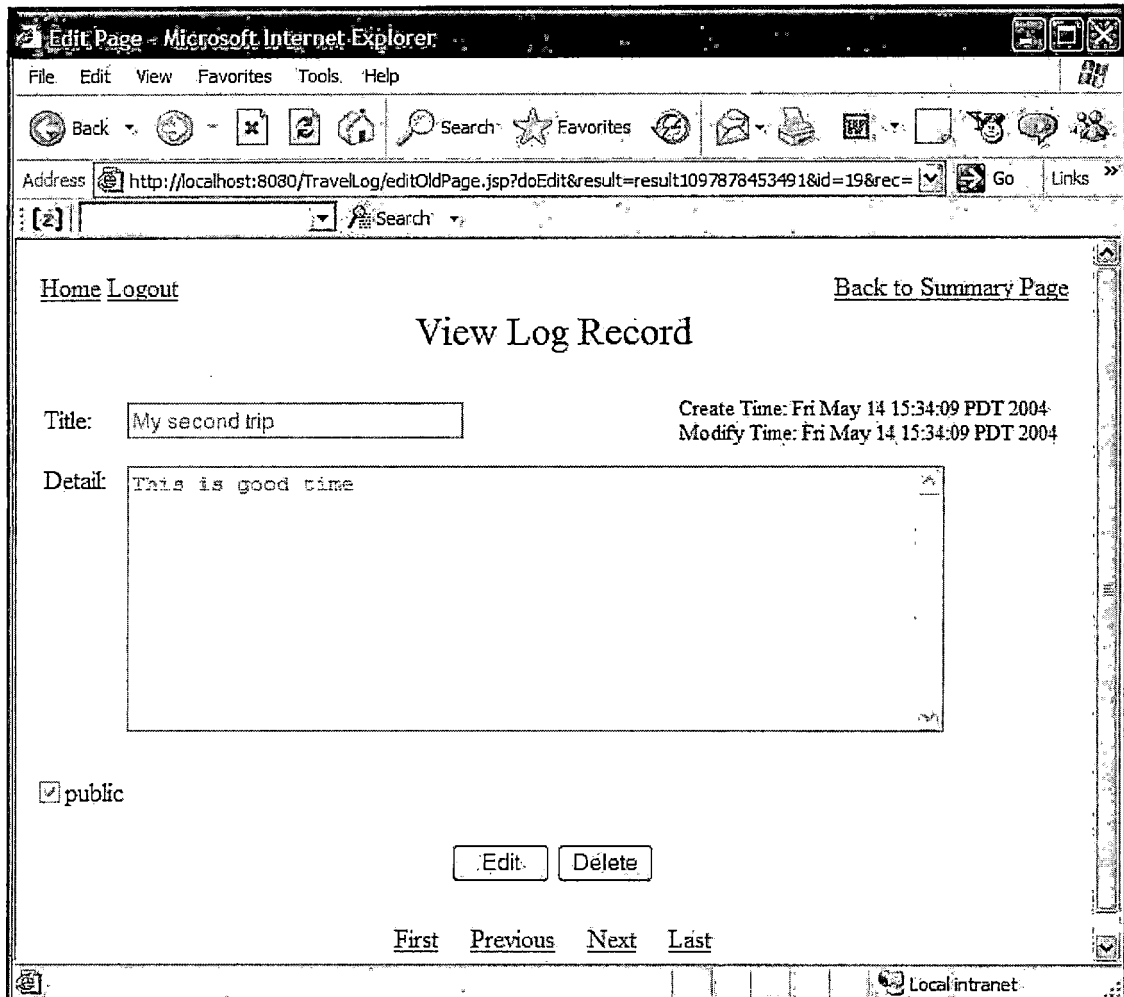 Edit Page - Microsoft Internet Explorer
File Edit View Favorites Tools Help
Back Search Favorites
Address http://localhost:8080/TravelLog/editOldPage.jsp?doEdit&result=result1097878453491&id=19&rec= Go Links »
[z] Search
Home Logout Back to Summary Page
View Log Record
Title: My second trip Create Time: Fri May 14 15:34:09 PDT 2004
Modify Time: Fri May 14 15:34:09 PDT 2004
Detail: This is good time
public
Edit Delete
First Previous Next Last
Local intranet